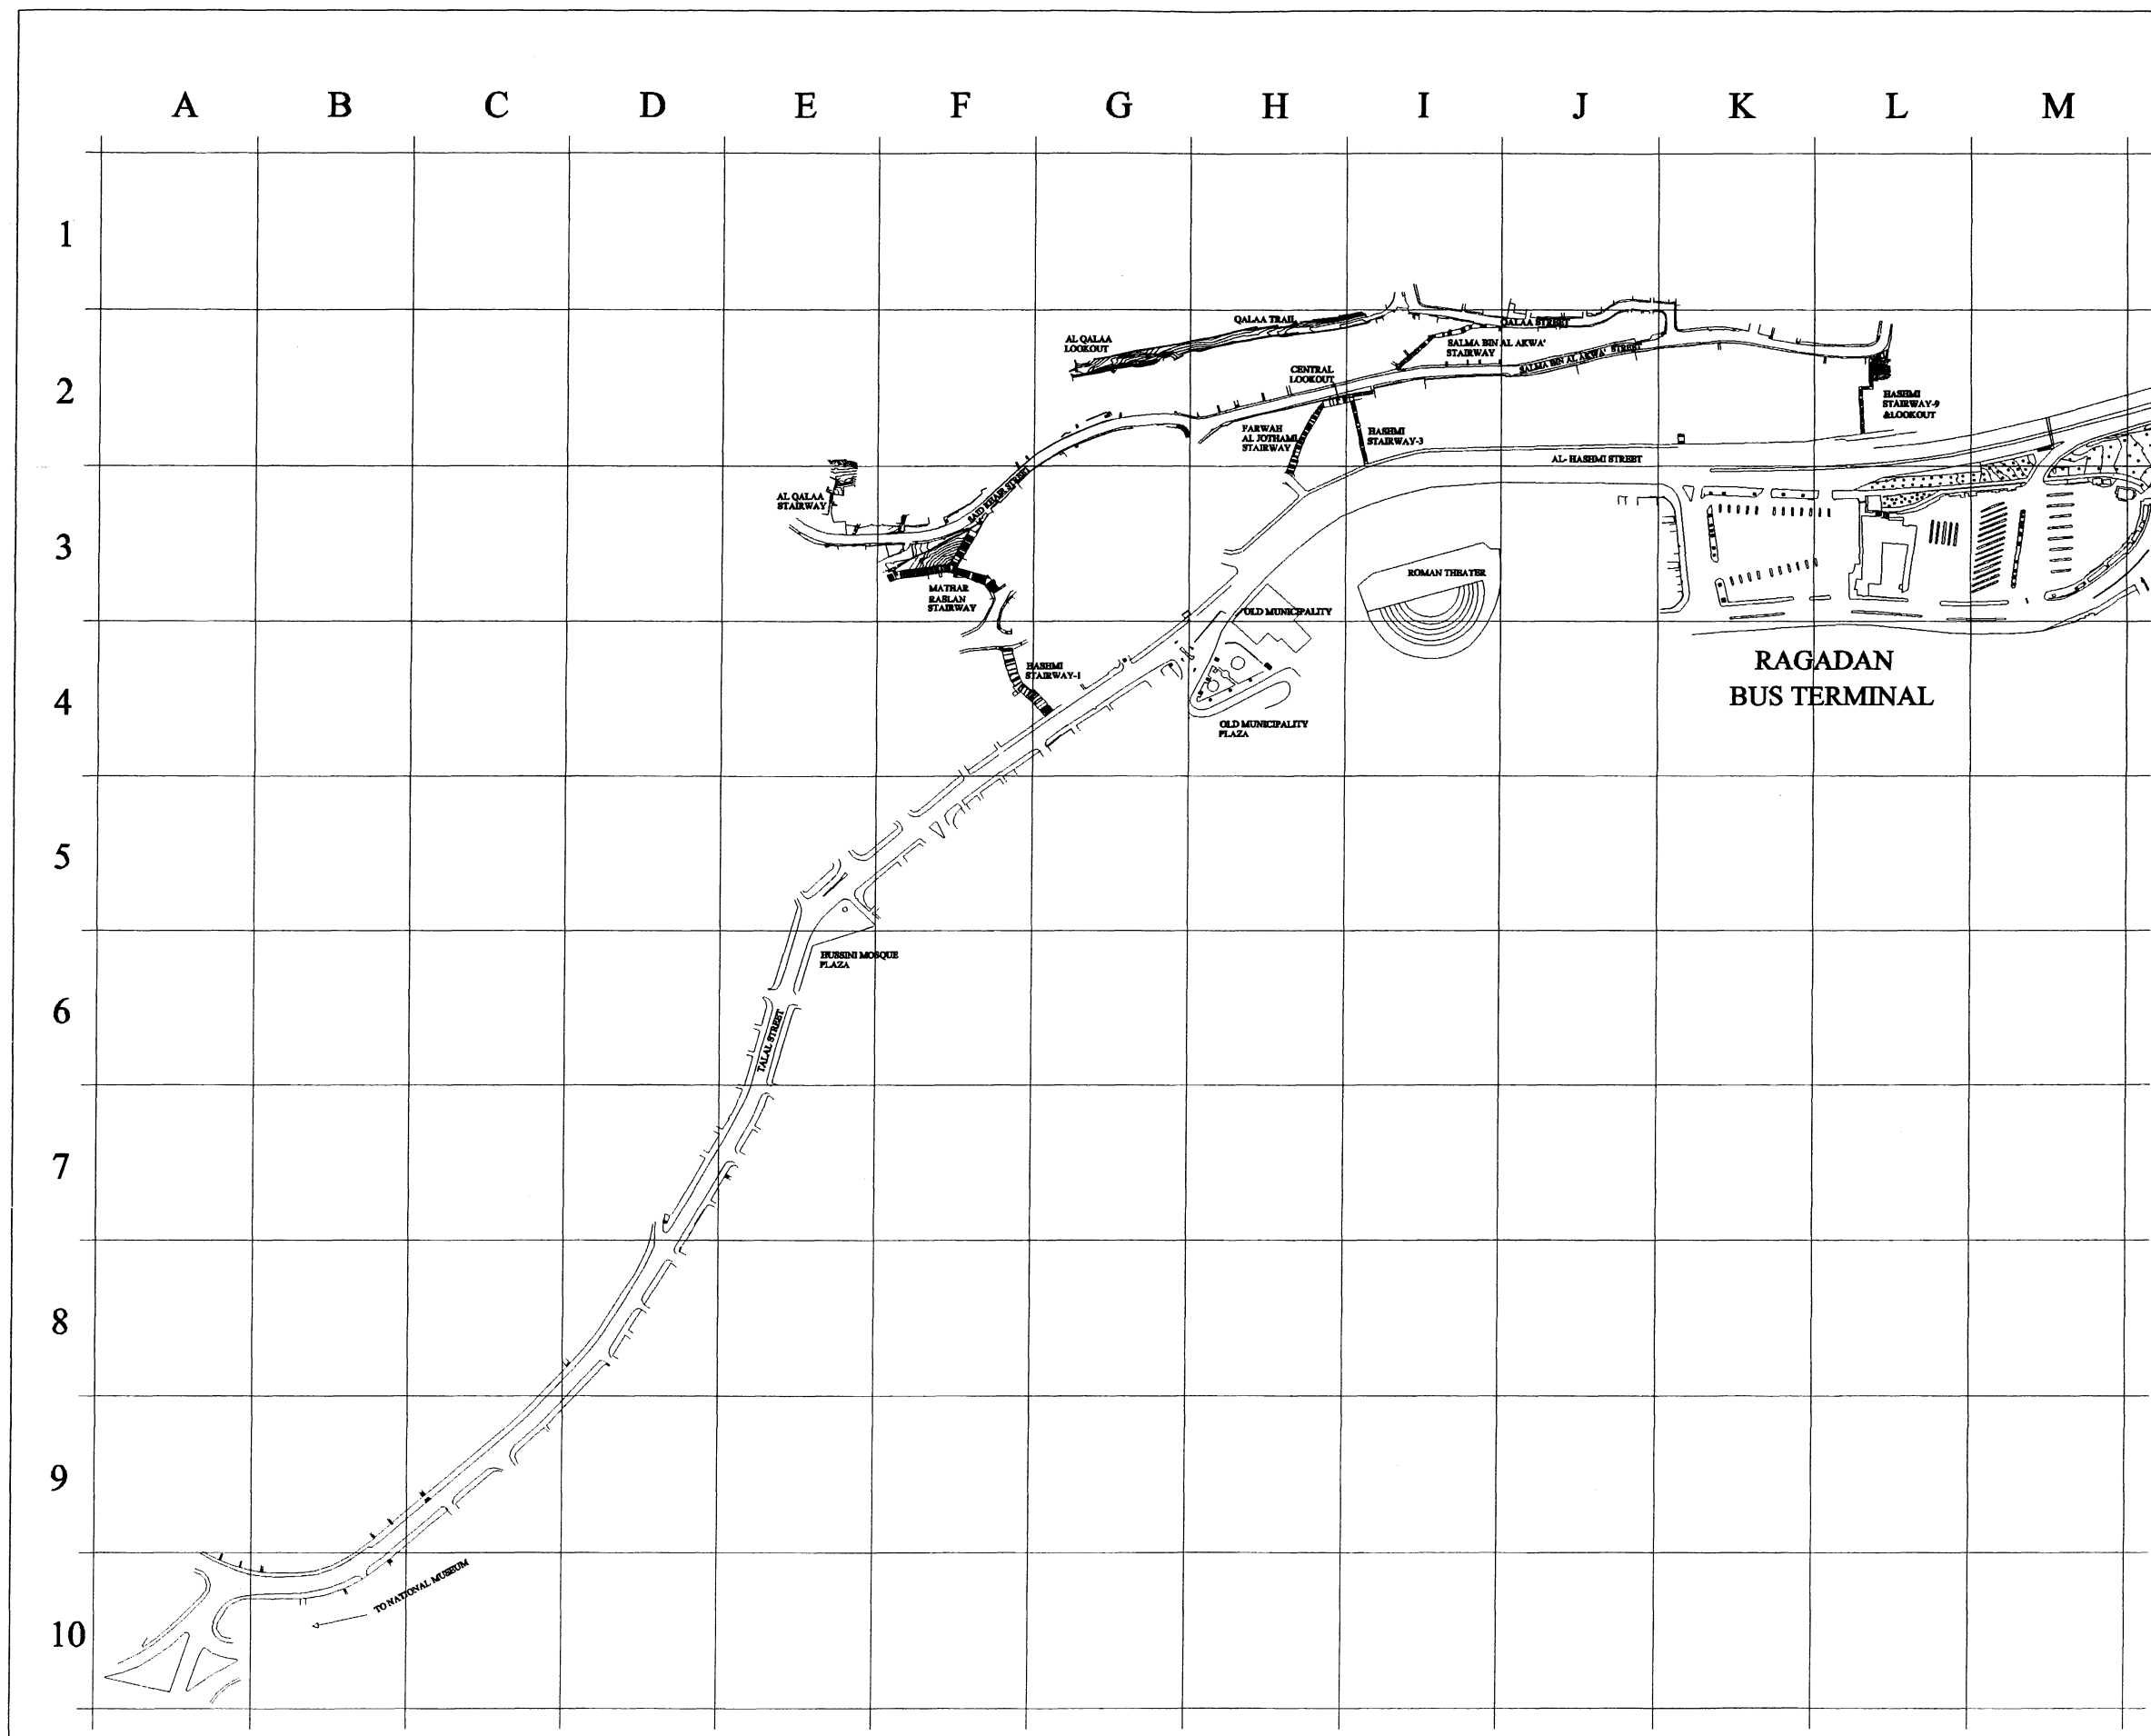 A B C D E F G H I J K L M
1
2
3
4
5
6
7
8
9
10
QALAA TRAIL
QALAA STREET
AL QALAA
LOOKOUT
SALMA BIN AL AKWA'
STAIRWAY
SALMA BIN AL AKWA' STREET
CENTRAL
LOOKOUT
HASHMI
STAIRWAY-9
&LOOKOUT
FARWAH
AL JOTHAMI
STAIRWAY
HASHMI
STAIRWAY-3
AL- HASHMI STREET
AL QALAA
STAIRWAY
SAID KHAIR STREET
ROMAN THEATER
MATHAR
RASLAN
STAIRWAY
OLD MUNICIPALITY
HASHMI
STAIRWAY-1
RAGADAN
BUS TERMINAL
OLD MUNICIPALITY
PLAZA
HUSSINI MOSQUE
PLAZA
TALAL STREET
TO NATIONAL MUSEUM